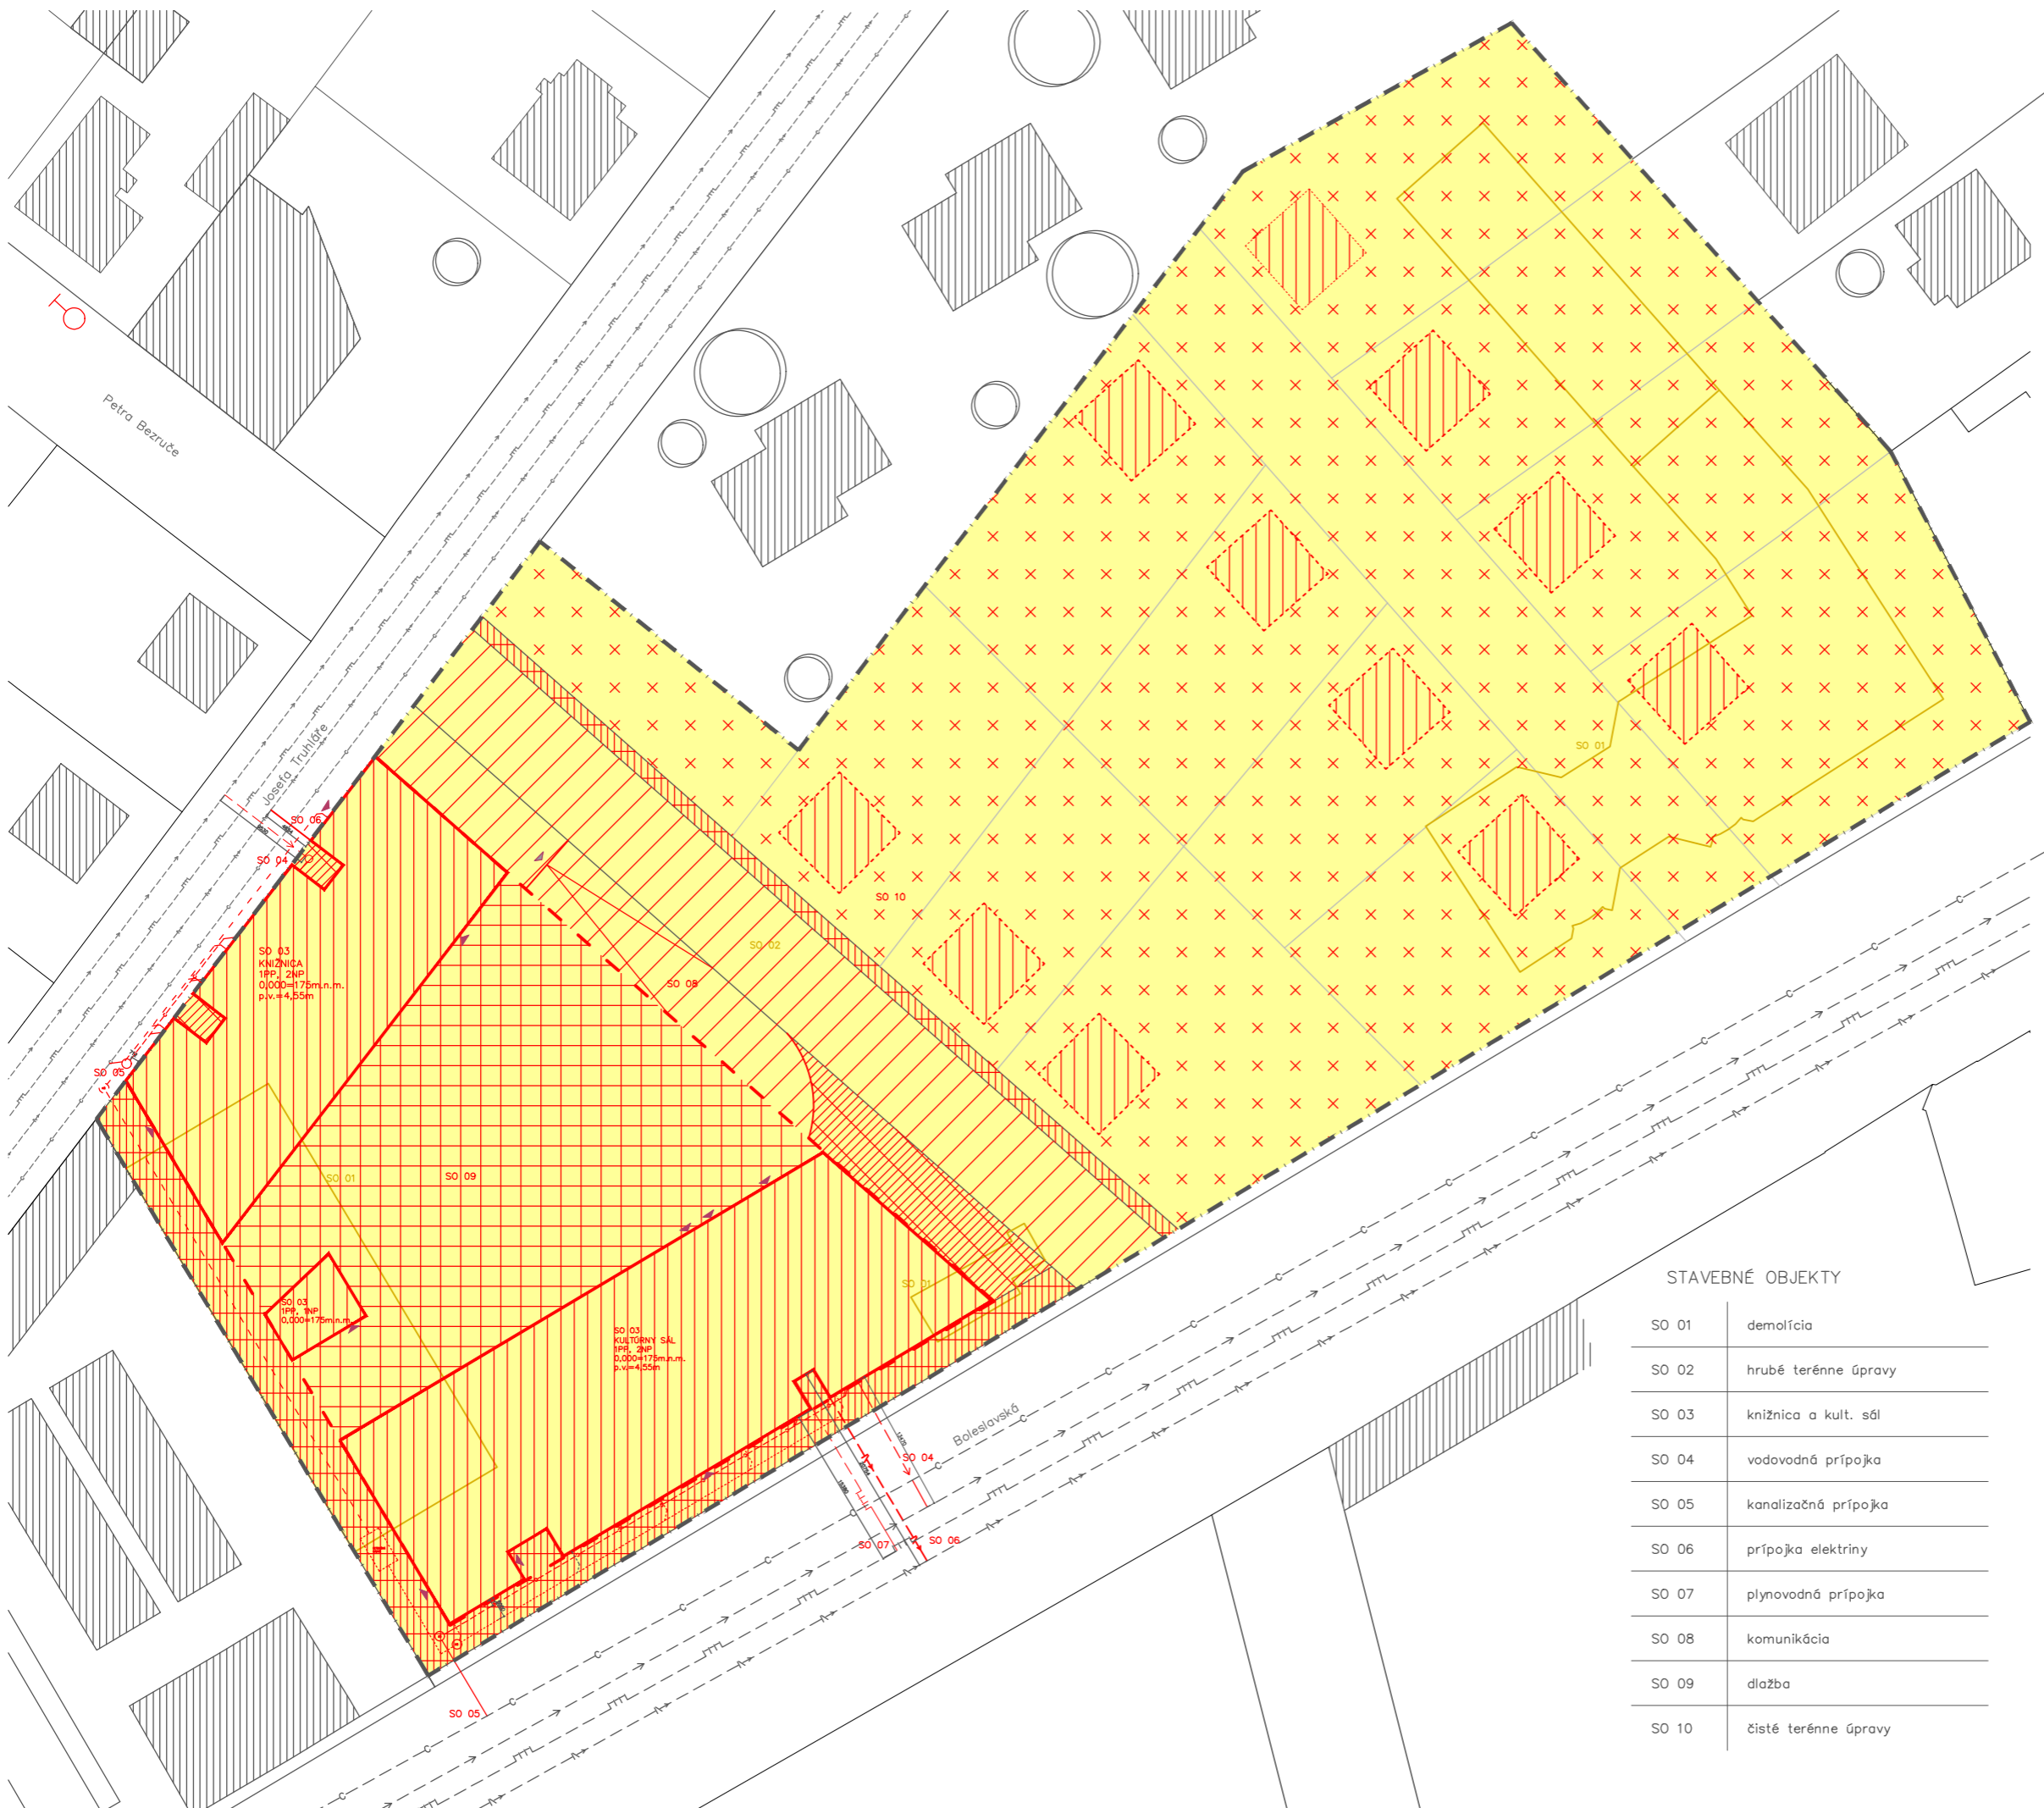 Petra Bezruče
Josefa Truhláře
SO 06
SO 04
SO 03
KNIŽNICA
1PP, 2NP
0,000=175m.n.m.
p.v.=4,55m
SO 05
SO 01
SO 09
SO 08
SO 02
SO 10
SO 01
SO 01
SO 03
1PP, 1NP
0,000=175m.n.m.
SO 03
KULTÚRNY SÁL
1PP, 2NP
0,000=175m.n.m.
p.v.=4,55m
Boleslavská
SO 04
SO 07
SO 06
SO 05
STAVEBNÉ OBJEKTY
SO 01 demolícia
SO 02 hrubé terénne úpravy
SO 03 knižnica a kult. sál
SO 04 vodovodná prípojka
SO 05 kanalizačná prípojka
SO 06 prípojka elektriny
SO 07 plynovodná prípojka
SO 08 komunikácia
SO 09 dlažba
SO 10 čisté terénne úpravy